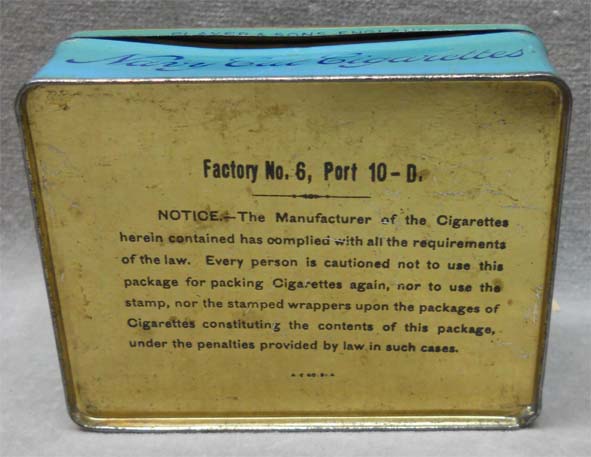 PLAYER & SONS, ENGLAND
Navy Cut Cigarettes
Factory No. 6, Port 10-D.
NOTICE.—The Manufacturer of the Cigarettes
herein contained has complied with all the requirements
of the law. Every person is cautioned not to use this
package for packing Cigarettes again, nor to use the
stamp, nor the stamped wrappers upon the packages of
Cigarettes constituting the contents of this package,
under the penalties provided by law in such cases.